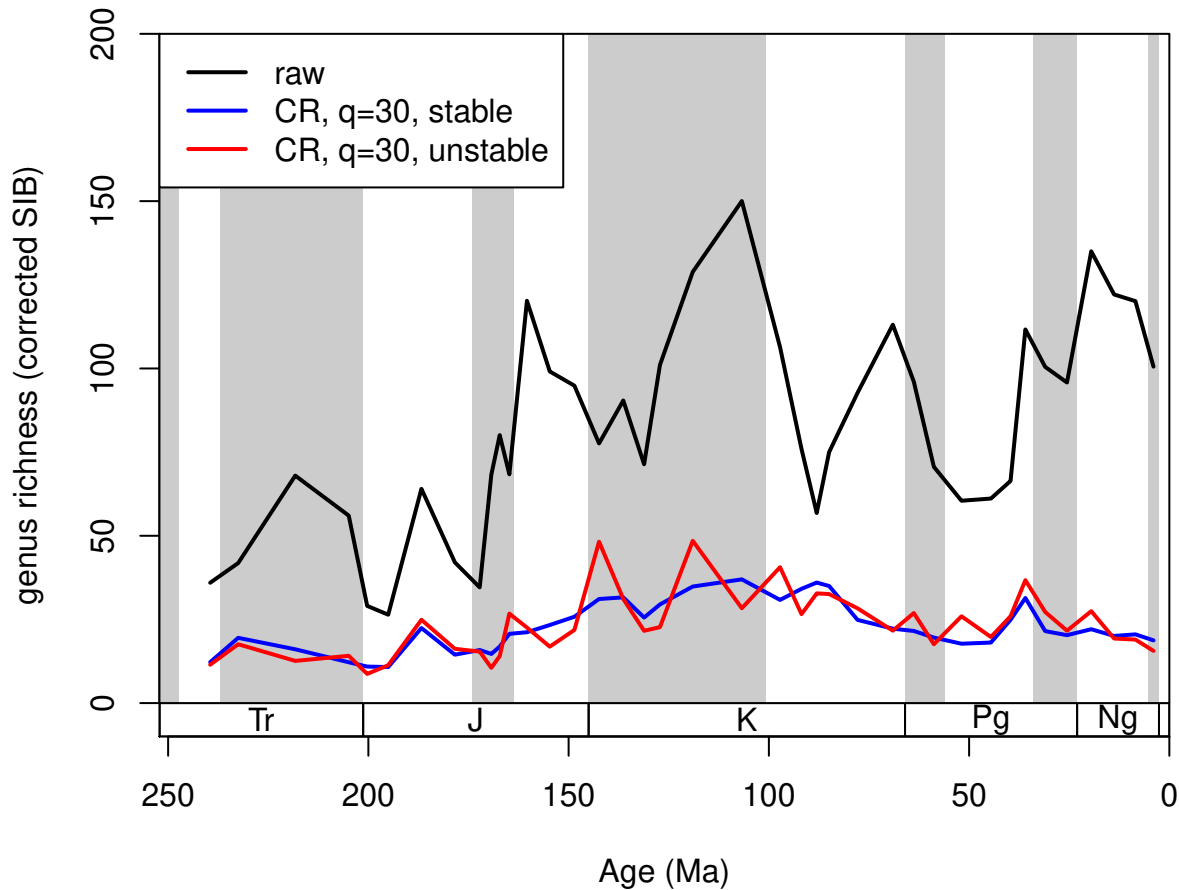 raw
CR, q=30, stable
CR, q=30, unstable
genus richness (corrected SIB)
200
150
100
50
0
Tr J K Pg Ng
250 200 150 100 50 0
Age (Ma)